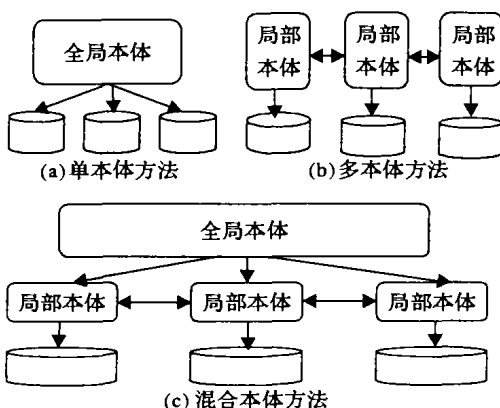 全局本体
局部
本体
局部
本体
局部
本体
(a)单本体方法
(b)多本体方法
全局本体
局部本体
局部本体
局部本体
(c)混合本体方法